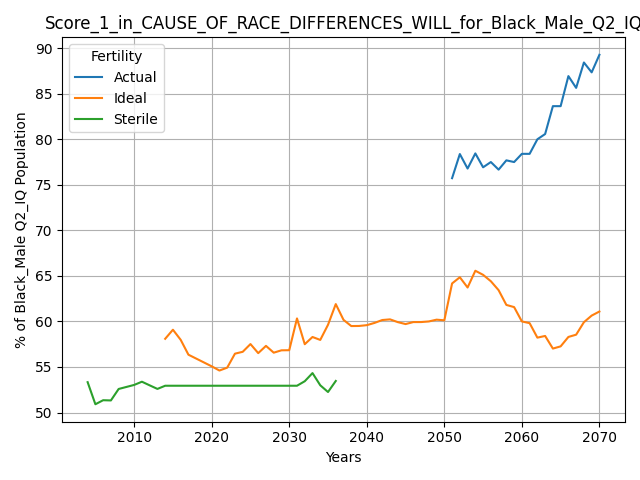 Score_1_in_CAUSE_OF_RACE_DIFFERENCES_WILL_for_Black_Male_Q2_IQ
Fertility
Actual
Ideal
Sterile
% of Black_Male Q2_IQ Population
90
85
80
75
70
65
60
55
50
2010 2020 2030 2040 2050 2060 2070
Years